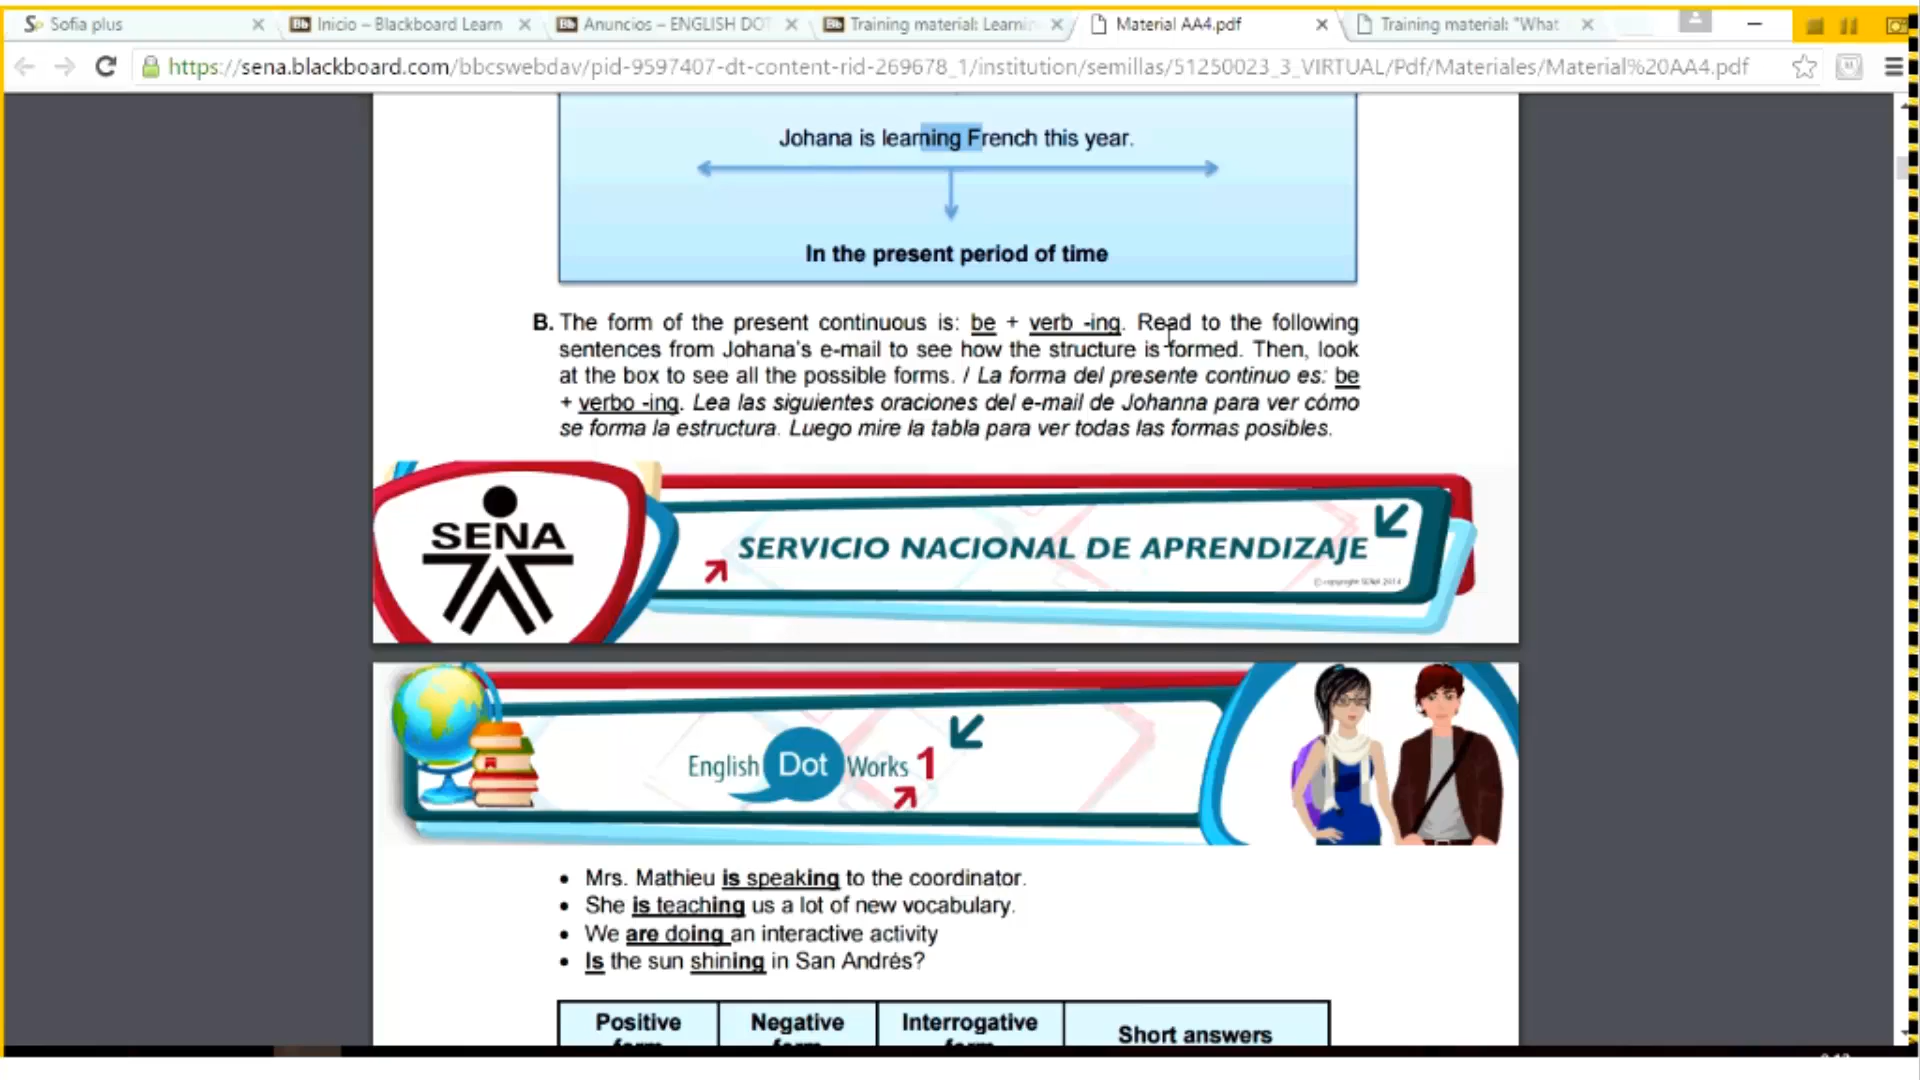 Sofia plus
Inicio – Blackboard Learn
Anuncios – ENGLISH DOT
Training material: Learnin
Material AA4.pdf
Training material: "What
https://sena.blackboard.com/bbcswebdav/pid-9597407-dt-content-rid-269678_1/institution/semillas/51250023_3_VIRTUAL/Pdf/Materiales/Material%20AA4.pdf
Johana is learning French this year.
In the present period of time
B. The form of the present continuous is: be + verb -ing. Read to the following
sentences from Johana's e-mail to see how the structure is formed. Then, look
at the box to see all the possible forms. / La forma del presente continuo es: be
+ verbo -ing. Lea las siguientes oraciones del e-mail de Johanna para ver cómo
se forma la estructura. Luego mire la tabla para ver todas las formas posibles.
SENA
SERVICIO NACIONAL DE APRENDIZAJE
© copyright SENA 2014
English Dot Works 1
• Mrs. Mathieu is speaking to the coordinator.
• She is teaching us a lot of new vocabulary.
• We are doing an interactive activity
• Is the sun shining in San Andrés?
Positive Negative Interrogative
Short answers